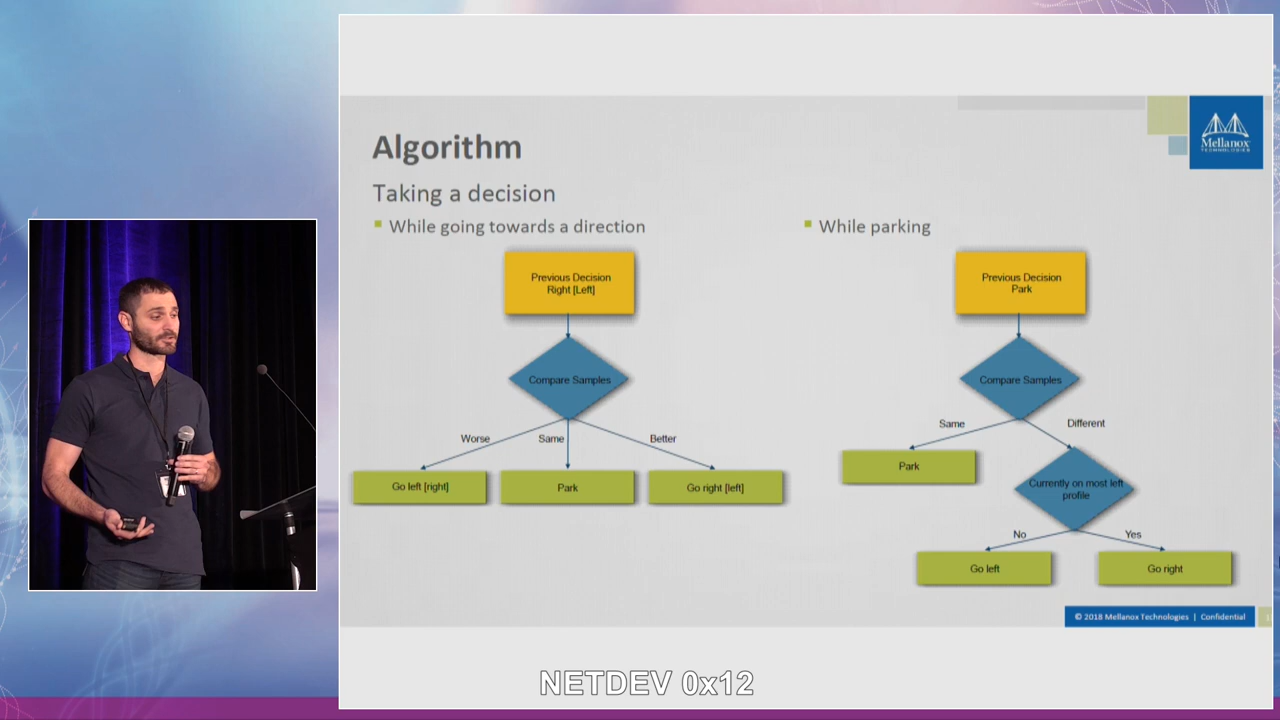 Mellanox
TECHNOLOGIES
Algorithm
Taking a decision
While going towards a direction
Previous Decision
Right [Left]
Compare Samples
Worse
Same
Better
Go left [right]
Park
Go right [left]
While parking
Previous Decision
Park
Compare Samples
Same
Different
Park
Currently on most left
profile
No
Yes
Go left
Go right
© 2018 Mellanox Technologies | Confidential
NETDEV 0x12